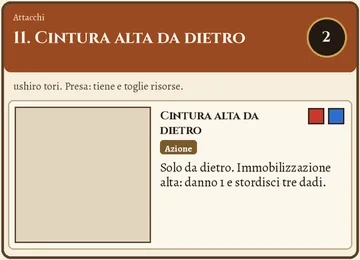 Attacchi
11. Cintura alta da dietro
2
ushiro tori. Presa: tiene e toglie risorse.
Cintura alta da
dietro
Azione
Solo da dietro. Immobilizzazione
alta: danno 1 e stordisci tre dadi.